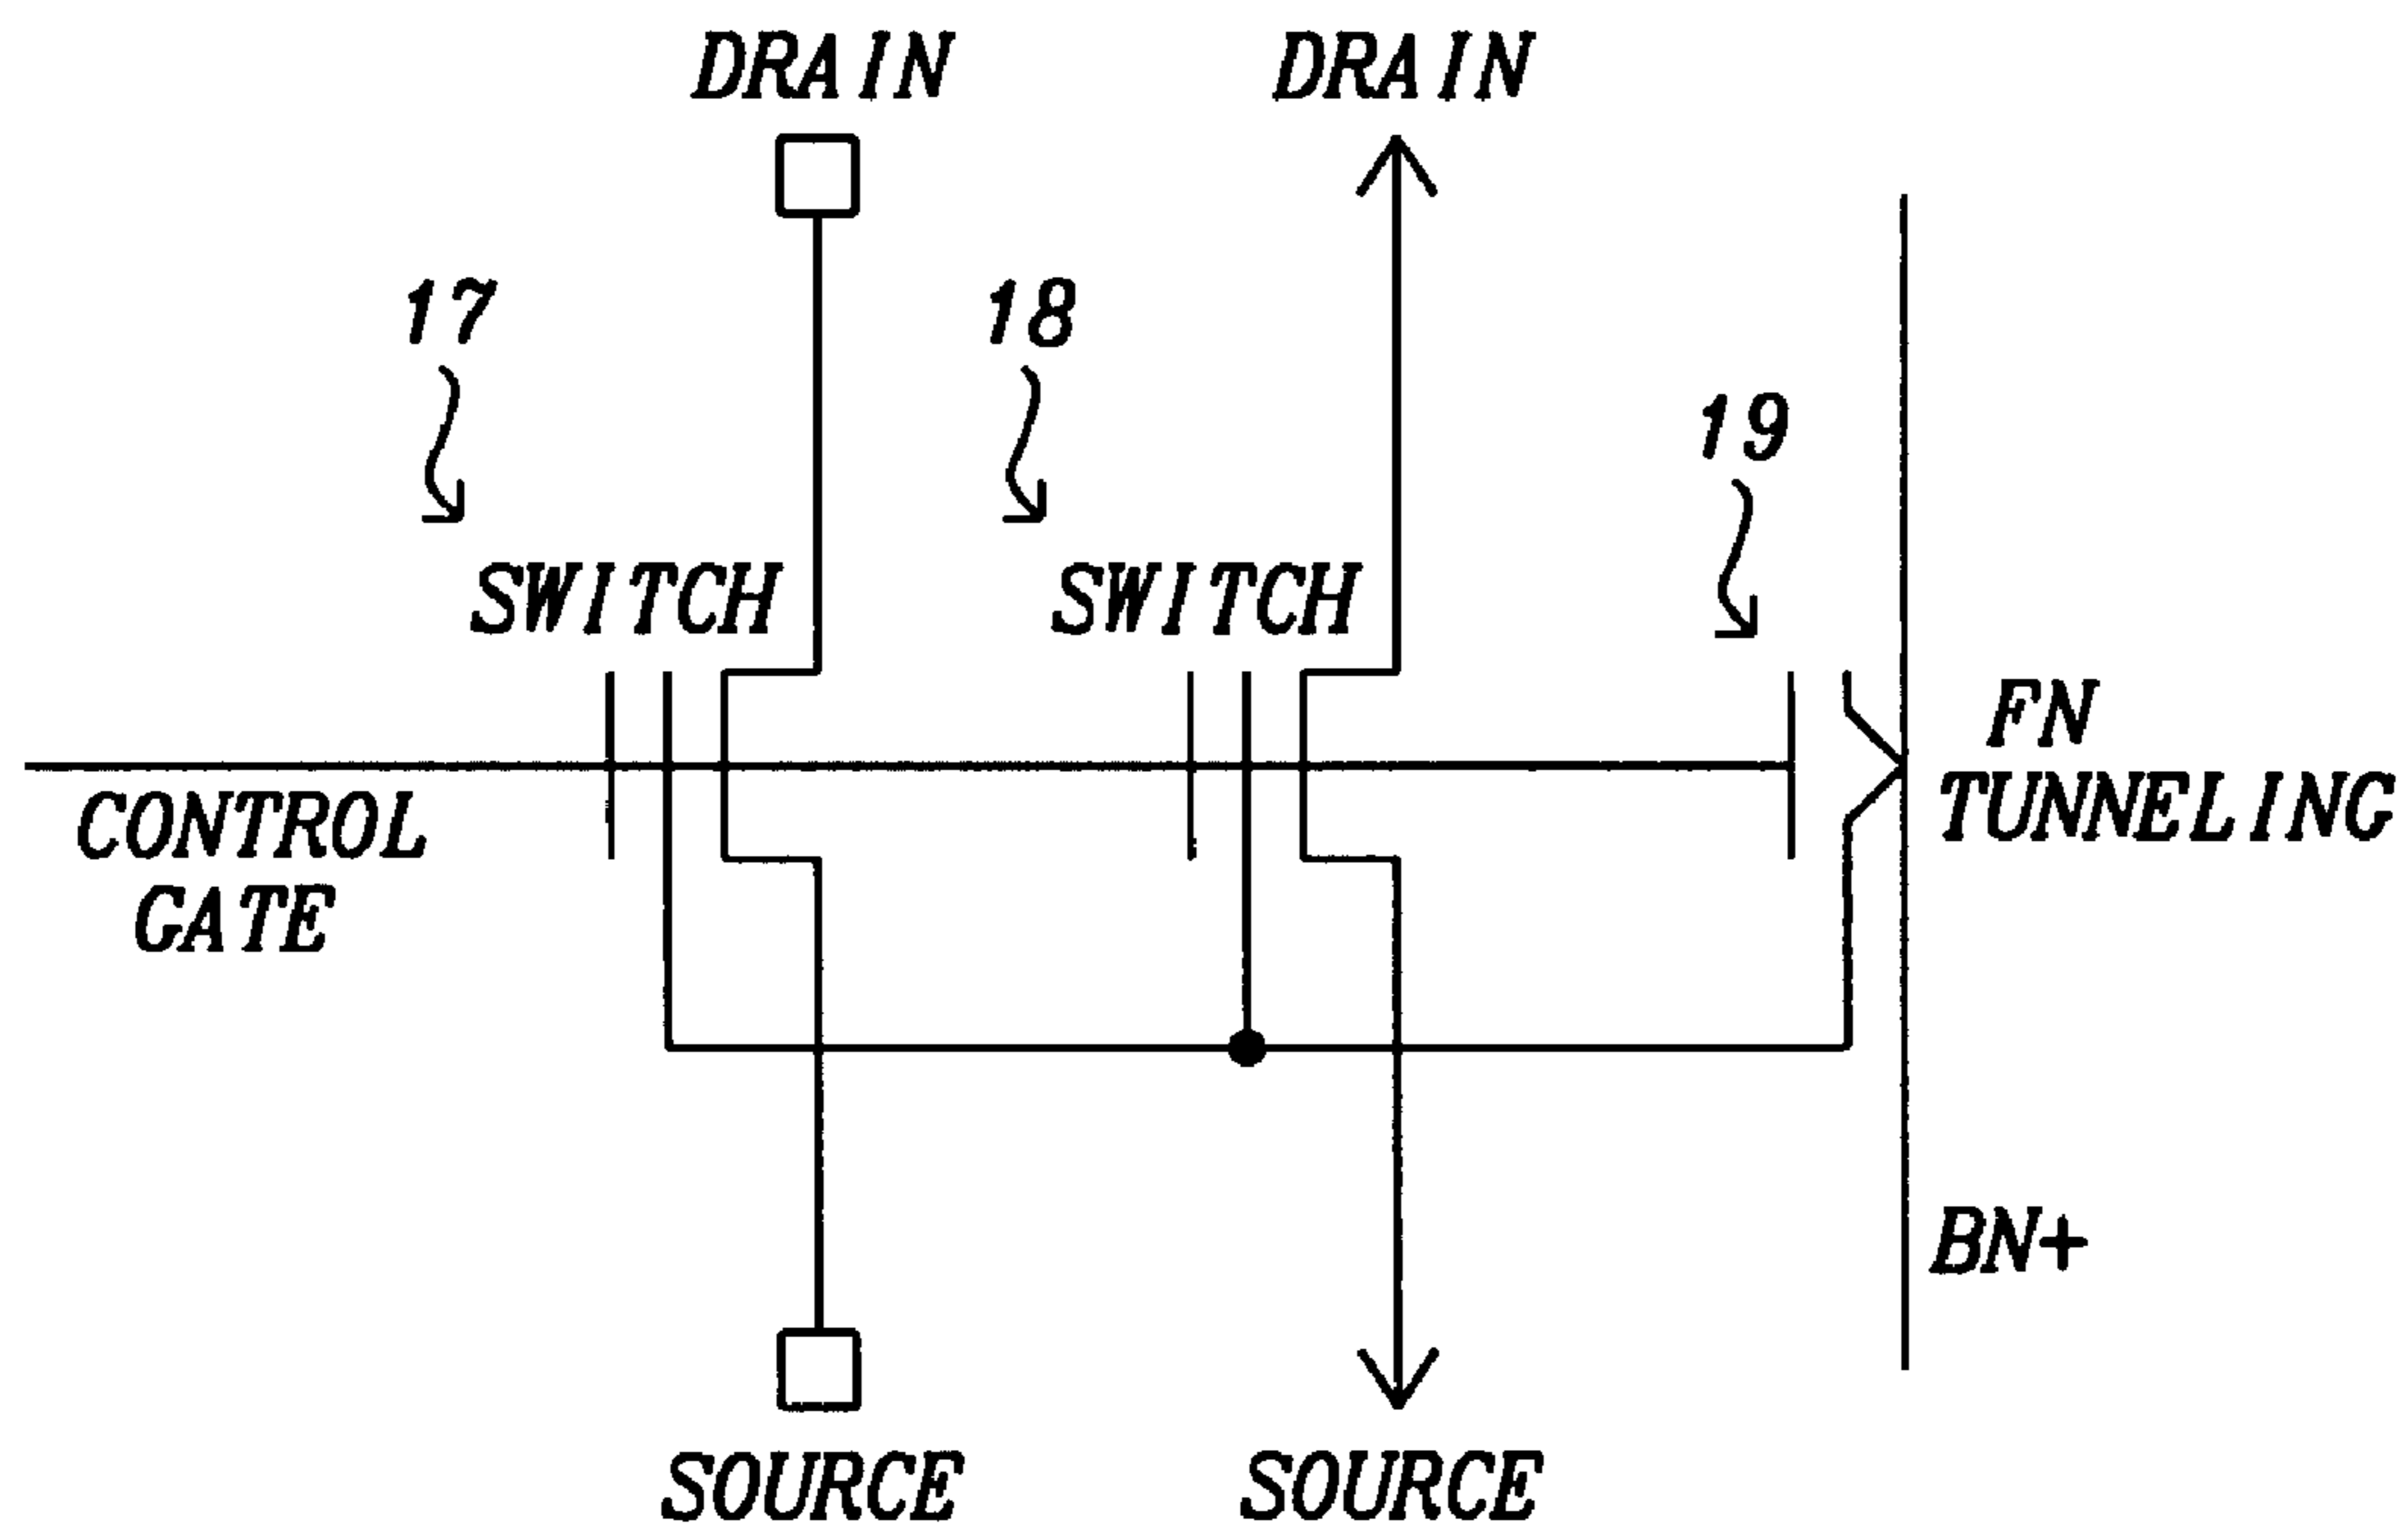 DRAIN DRAIN
17 18
19
SWITCH SWITCH
FN
TUNNELING
CONTROL
GATE
BN+
SOURCE SOURCE